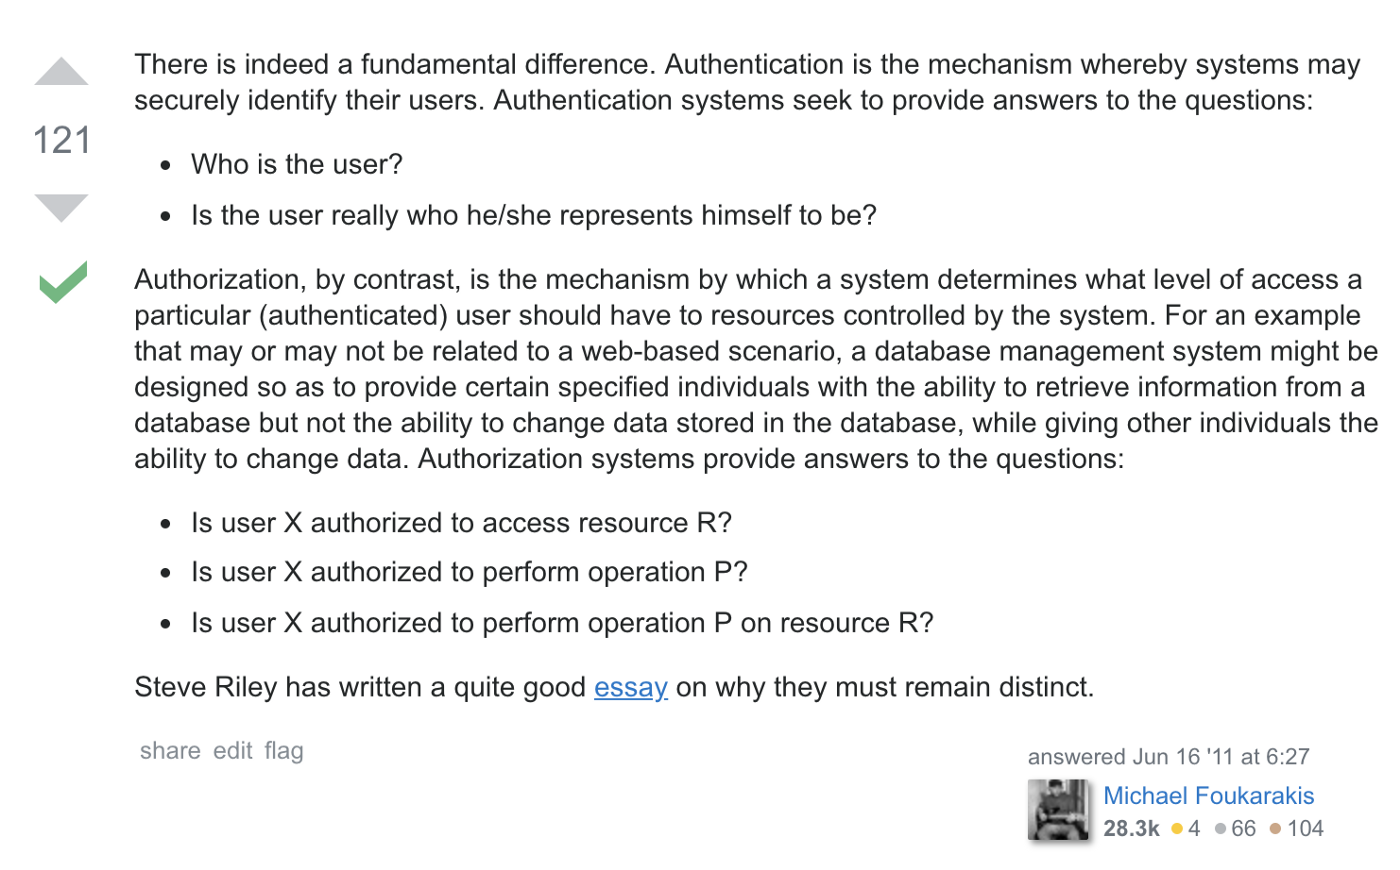 There is indeed a fundamental difference. Authentication is the mechanism whereby systems may
securely identify their users. Authentication systems seek to provide answers to the questions:
121
• Who is the user?
• Is the user really who he/she represents himself to be?
Authorization, by contrast, is the mechanism by which a system determines what level of access a
particular (authenticated) user should have to resources controlled by the system. For an example
that may or may not be related to a web-based scenario, a database management system might be
designed so as to provide certain specified individuals with the ability to retrieve information from a
database but not the ability to change data stored in the database, while giving other individuals the
ability to change data. Authorization systems provide answers to the questions:
• Is user X authorized to access resource R?
• Is user X authorized to perform operation P?
• Is user X authorized to perform operation P on resource R?
Steve Riley has written a quite good essay on why they must remain distinct.
share edit flag
answered Jun 16 '11 at 6:27
Michael Foukarakis
28.3k ● 4 ● 66 ● 104